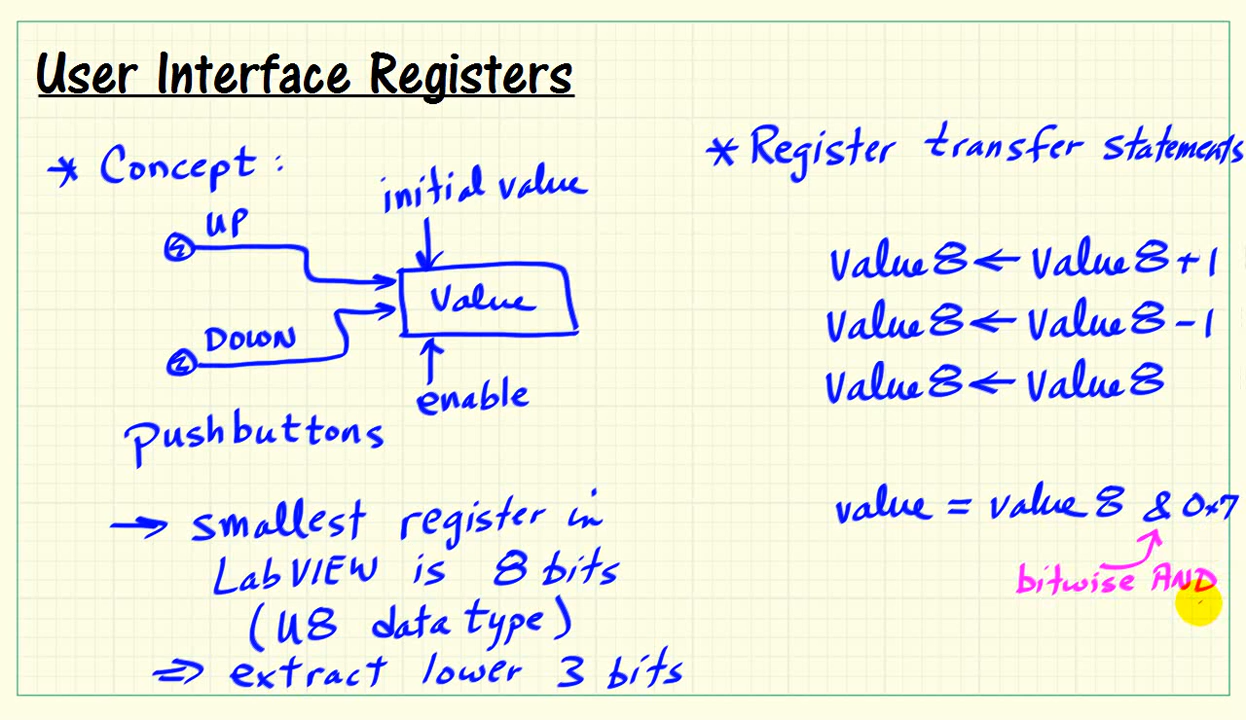 User Interface Registers
* Concept :
initial value
UP
Value
DOWN
enable
Pushbuttons
→ smallest register in
LabVIEW is 8 bits
(U8 data type)
⇒ extract lower 3 bits
* Register transfer statements
Value8 ← Value8 + 1
Value8 ← Value8 - 1
Value8 ← Value8
value = value8 & 0x7
bitwise AND